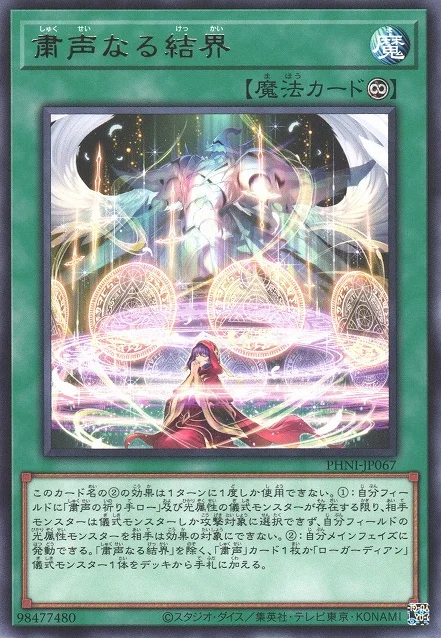 粛声なる結界
【魔法カード】
魔
PHNI-JP067
このカード名の②の効果は1ターンに1度しか使用できない。①：自分フィー
ルドに「粛声の祈り手ロー」及び光属性の儀式モンスターが存在する限り、相手
モンスターは儀式モンスターしか攻撃対象に選択できず、自分フィールドの
光属性モンスターを相手は効果の対象にできない。②：自分メインフェイズに
発動できる。「粛声なる結界」を除く、「粛声」カード1枚か「ローガーディアン」
儀式モンスター1体をデッキから手札に加える。
98477480
©スタジオ・ダイス／集英社・テレビ東京・KONAMI